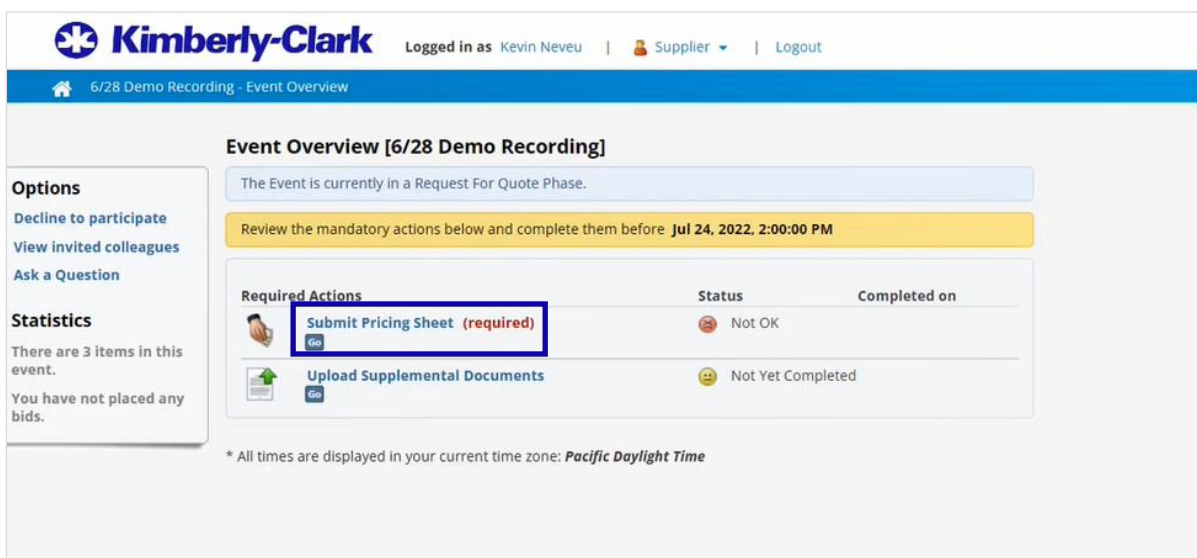 Kimberly-Clark Logged in as Kevin Neveu | Supplier | Logout
6/28 Demo Recording - Event Overview
Event Overview [6/28 Demo Recording]
The Event is currently in a Request For Quote Phase.
Options
Decline to participate
View invited colleagues
Ask a Question
Statistics
There are 3 items in this
event.
You have not placed any
bids.
Review the mandatory actions below and complete them before Jul 24, 2022, 2:00:00 PM
Required Actions Status Completed on
Submit Pricing Sheet (required) Not OK
Go
Upload Supplemental Documents Not Yet Completed
Go
* All times are displayed in your current time zone: Pacific Daylight Time